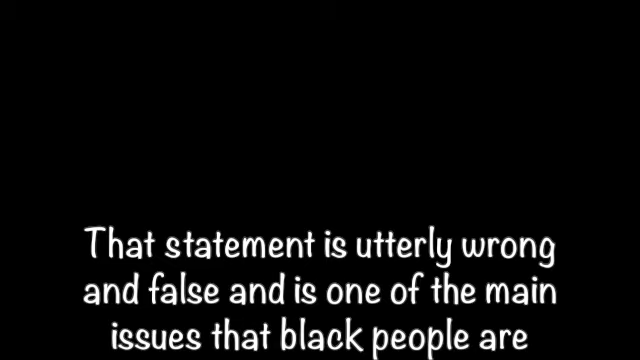 That statement is utterly wrong
and false and is one of the main
issues that black people are